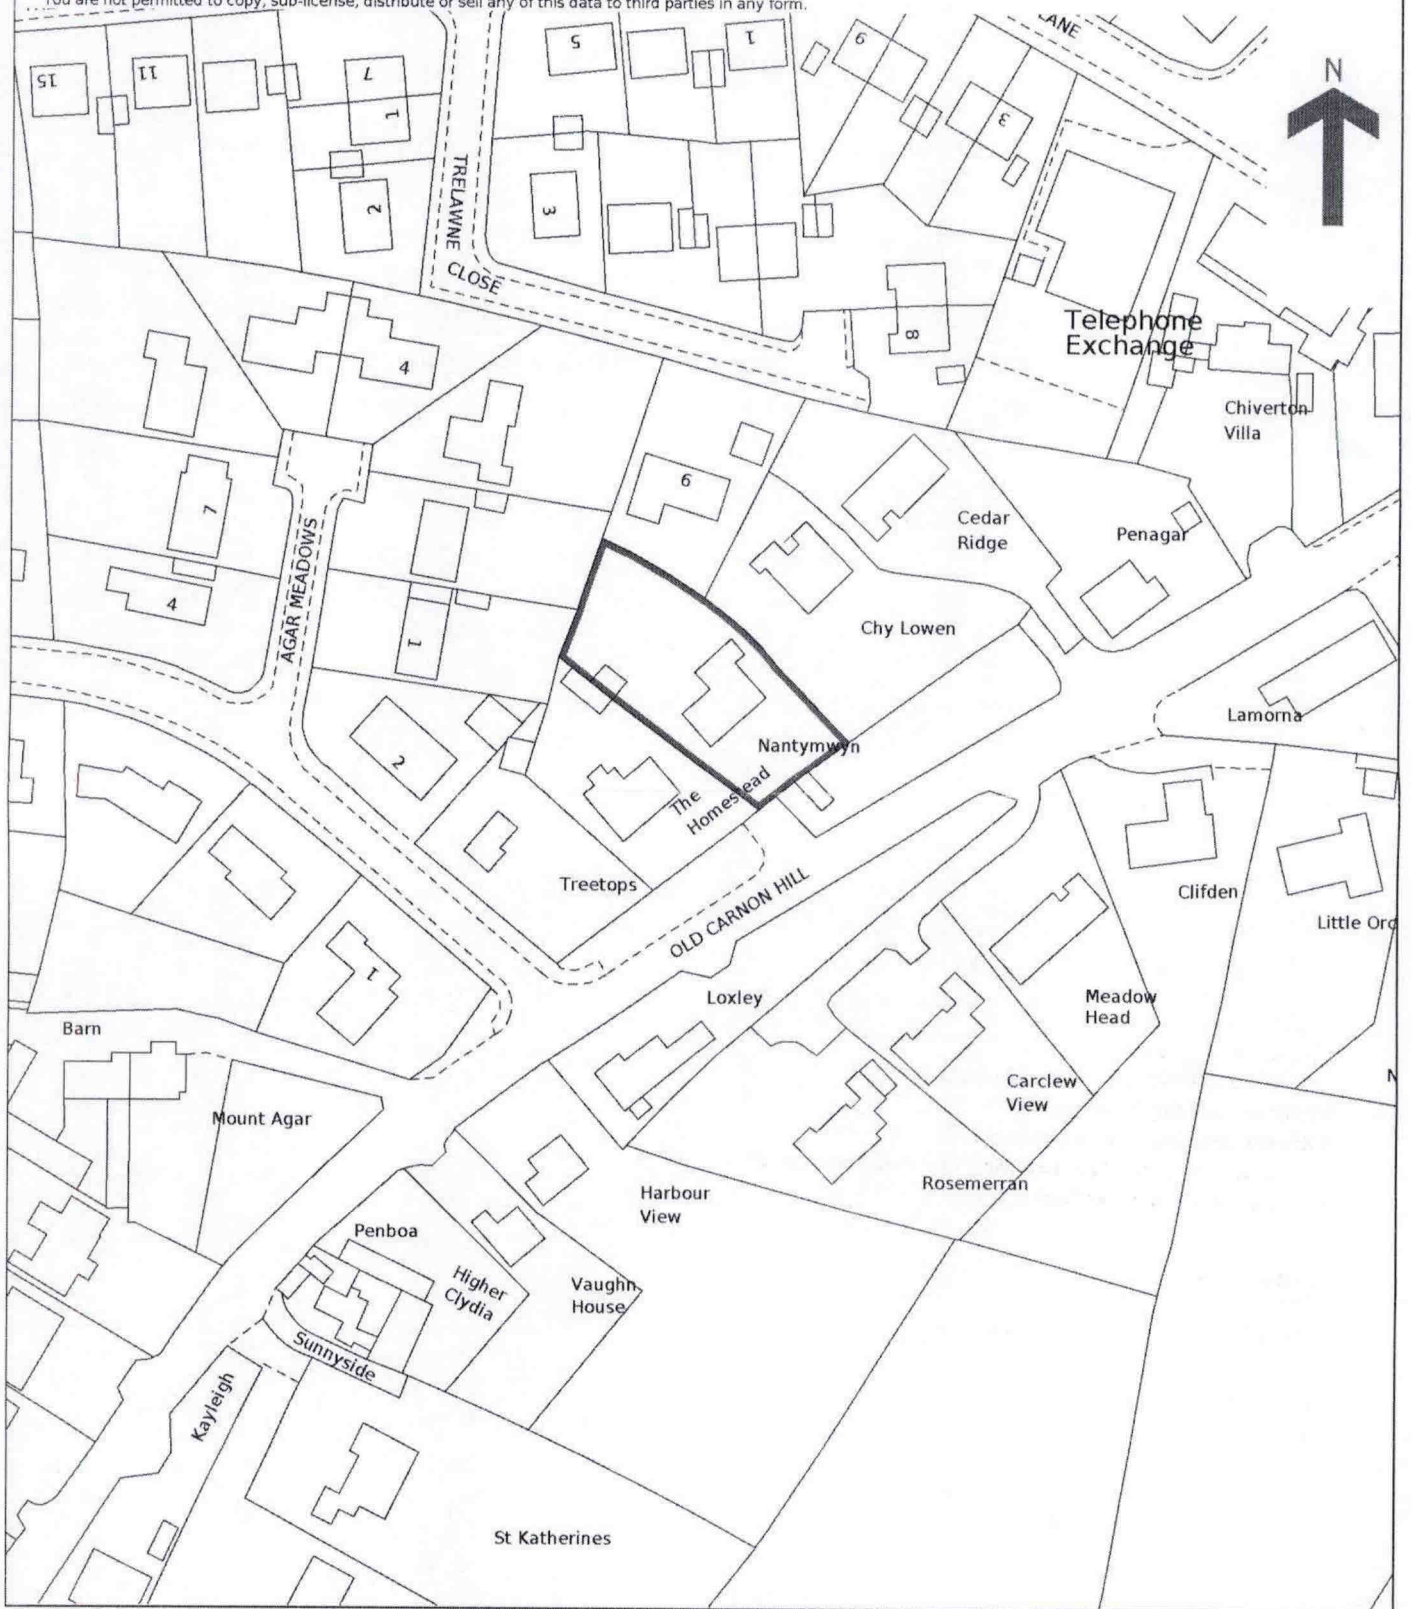 You are not permitted to copy, sub-license, distribute or sell any of this data to third parties in any form.
LANE
N
15
11
7
1
2
5
1
3
9
3
TRELAWNE
CLOSE
8
Telephone
Exchange
Chiverton
Villa
4
7
4
AGAR MEADOWS
1
2
6
Cedar
Ridge
Penagar
Chy Lowen
Nantymwyn
The
Homestead
Treetops
Lamorna
OLD CARNON HILL
Clifden
Little Orc
Loxley
Meadow
Head
Carclew
View
Rosemerran
1
Barn
Mount Agar
Harbour
View
Penboa
Higher
Clydia
Vaughn
House
Sunnyside
Kayleigh
St Katherines
N